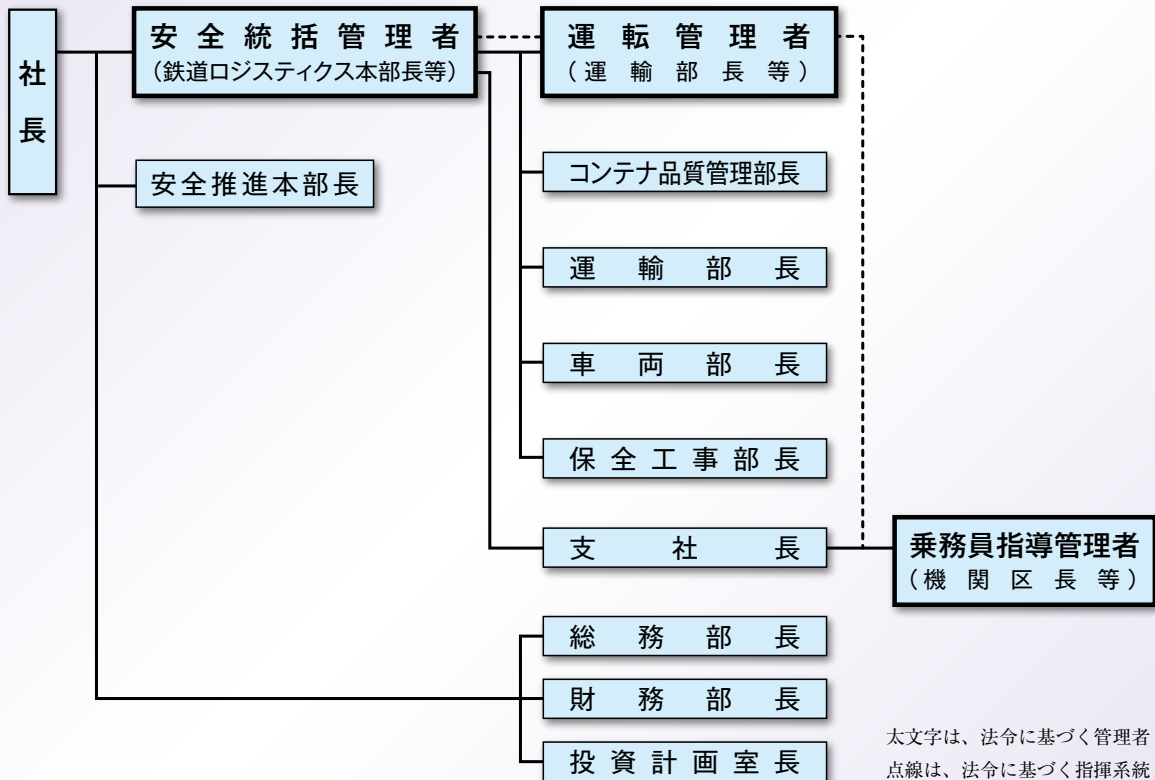 社長
安全統括管理者
（鉄道ロジスティクス本部長等）
運転管理者
（運輸部長等）
安全推進本部長
コンテナ品質管理部長
運輸部長
車両部長
保全工事部長
支社長
乗務員指導管理者
（機関区長等）
総務部長
財務部長
投資計画室長
太文字は、法令に基づく管理者
点線は、法令に基づく指揮系統